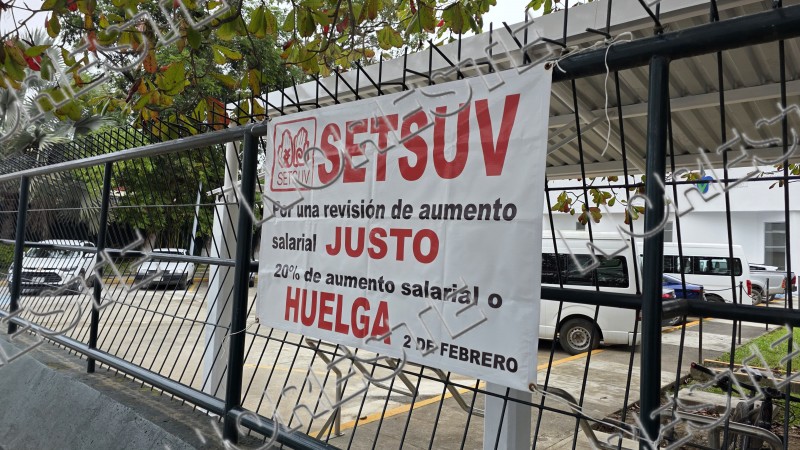 SETSUV
SETSUV
Por una revisión de aumento
salarial JUSTO
20% de aumento salarial o
HUELGA 2 DE FEBRERO